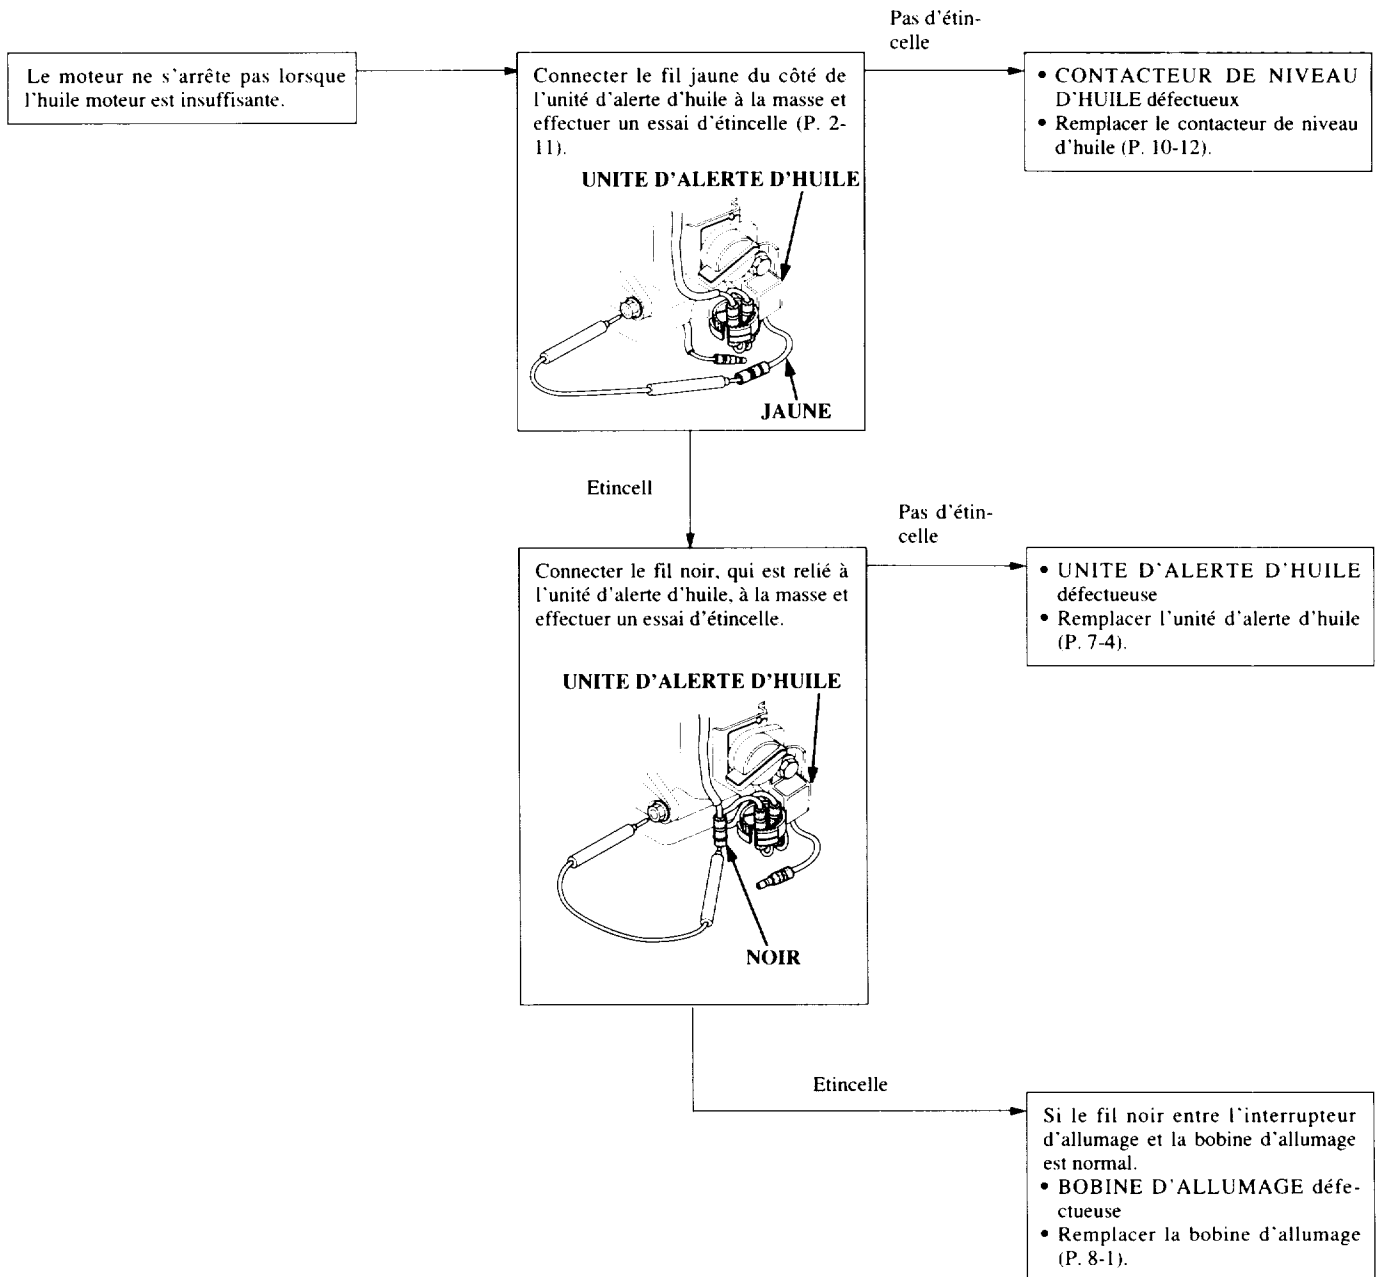 Le moteur ne s'arrête pas lorsque
l'huile moteur est insuffisante.
Connecter le fil jaune du côté de
l'unité d'alerte d'huile à la masse et
effectuer un essai d'étincelle (P. 2-
11).
UNITE D'ALERTE D'HUILE
JAUNE
Pas d'étin-
celle
• CONTACTEUR DE NIVEAU
D'HUILE défectueux
• Remplacer le contacteur de niveau
d'huile (P. 10-12).
Etincell
Connecter le fil noir, qui est relié à
l'unité d'alerte d'huile, à la masse et
effectuer un essai d'étincelle.
UNITE D'ALERTE D'HUILE
NOIR
Pas d'étin-
celle
• UNITE D'ALERTE D'HUILE
défectueuse
• Remplacer l'unité d'alerte d'huile
(P. 7-4).
Etincelle
Si le fil noir entre l'interrupteur
d'allumage et la bobine d'allumage
est normal.
• BOBINE D'ALLUMAGE défe-
ctueuse
• Remplacer la bobine d'allumage
(P. 8-1).